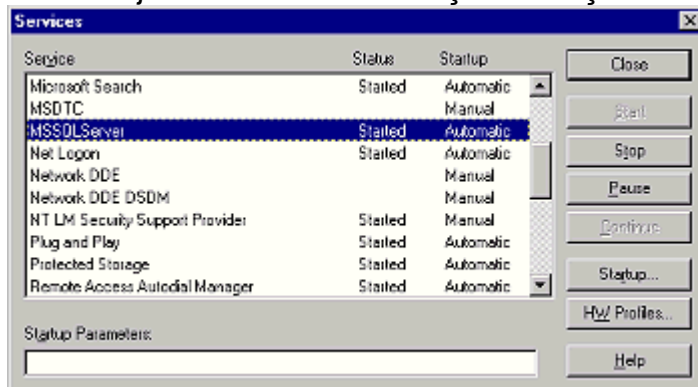 Services
Service Status Startup
Microsoft Search Started Automatic
MSDTC Manual
MSSQLServer Started Automatic
Net Logon Started Automatic
Network DDE Manual
Network DDE DSDM Manual
NT LM Security Support Provider Started Manual
Plug and Play Started Automatic
Protected Storage Started Automatic
Remote Access Autodial Manager Started Automatic
Startup Parameters:
Close
Start
Stop
Pause
Continue
Startup...
HW Profiles...
Help